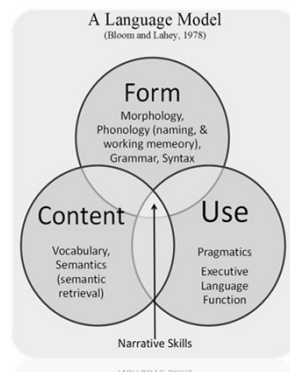 A Language Model
(Bloom and Lahey, 1978)
Form
Morphology,
Phonology (naming, &
working memeory),
Grammar, Syntax
Content
Vocabulary,
Semantics
(semantic
retrieval)
Use
Pragmatics
Executive
Language
Function
Narrative Skills